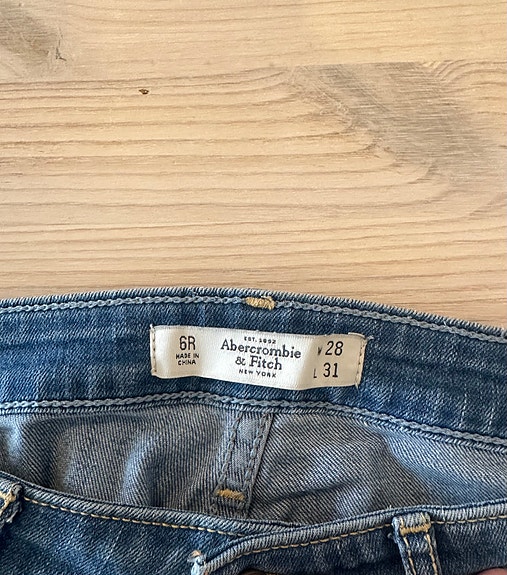 6R
MADE IN
CHINA
EST. 1892
Abercrombie
& Fitch
NEW YORK
W 28
L 31